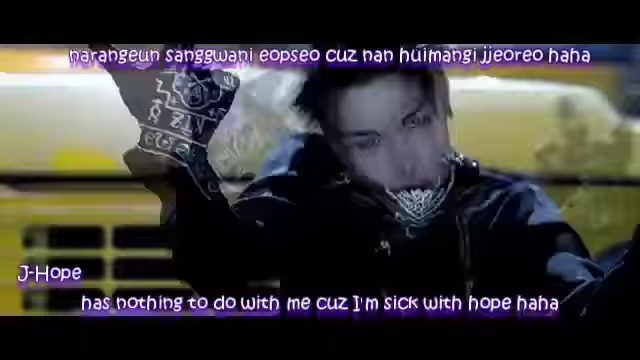 narangeun sanggwani eopseo cuz nan huimangi jjeoreo haha
J-Hope
has nothing to do with me cuz I'm sick with hope haha